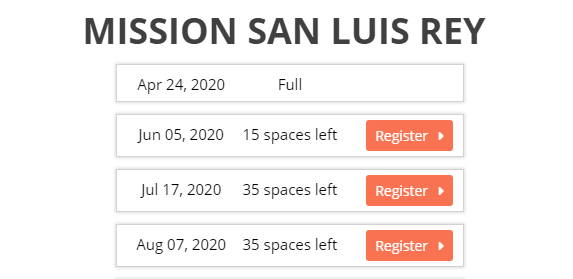 MISSION SAN LUIS REY
Apr 24, 2020 Full
Jun 05, 2020 15 spaces left Register
Jul 17, 2020 35 spaces left Register
Aug 07, 2020 35 spaces left Register